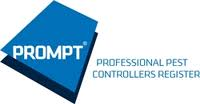 PROMPT®
PROFESSIONAL PEST
CONTROLLERS REGISTER